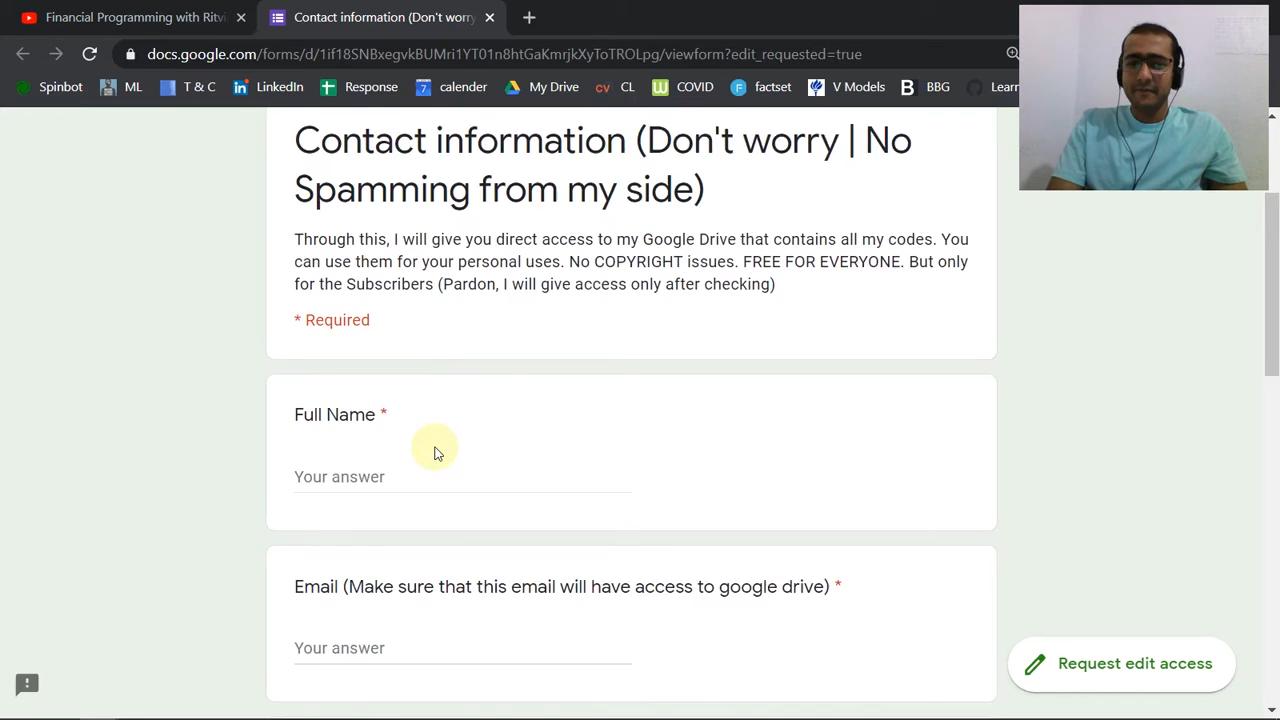 Financial Programming with Ritvi
Contact information (Don't worry
docs.google.com/forms/d/1if18SNBxegvkBUMri1YT01n8htGaKmrjkXyToTROLpg/viewform?edit_requested=true
Spinbot
ML
T & C
LinkedIn
Response
7
calender
My Drive
cv
CL
W
COVID
F
factset
V Models
B
BBG
Learn
Contact information (Don't worry | No
Spamming from my side)
Through this, I will give you direct access to my Google Drive that contains all my codes. You
can use them for your personal uses. No COPYRIGHT issues. FREE FOR EVERYONE. But only
for the Subscribers (Pardon, I will give access only after checking)
* Required
Full Name *
Your answer
Email (Make sure that this email will have access to google drive) *
Your answer
Request edit access